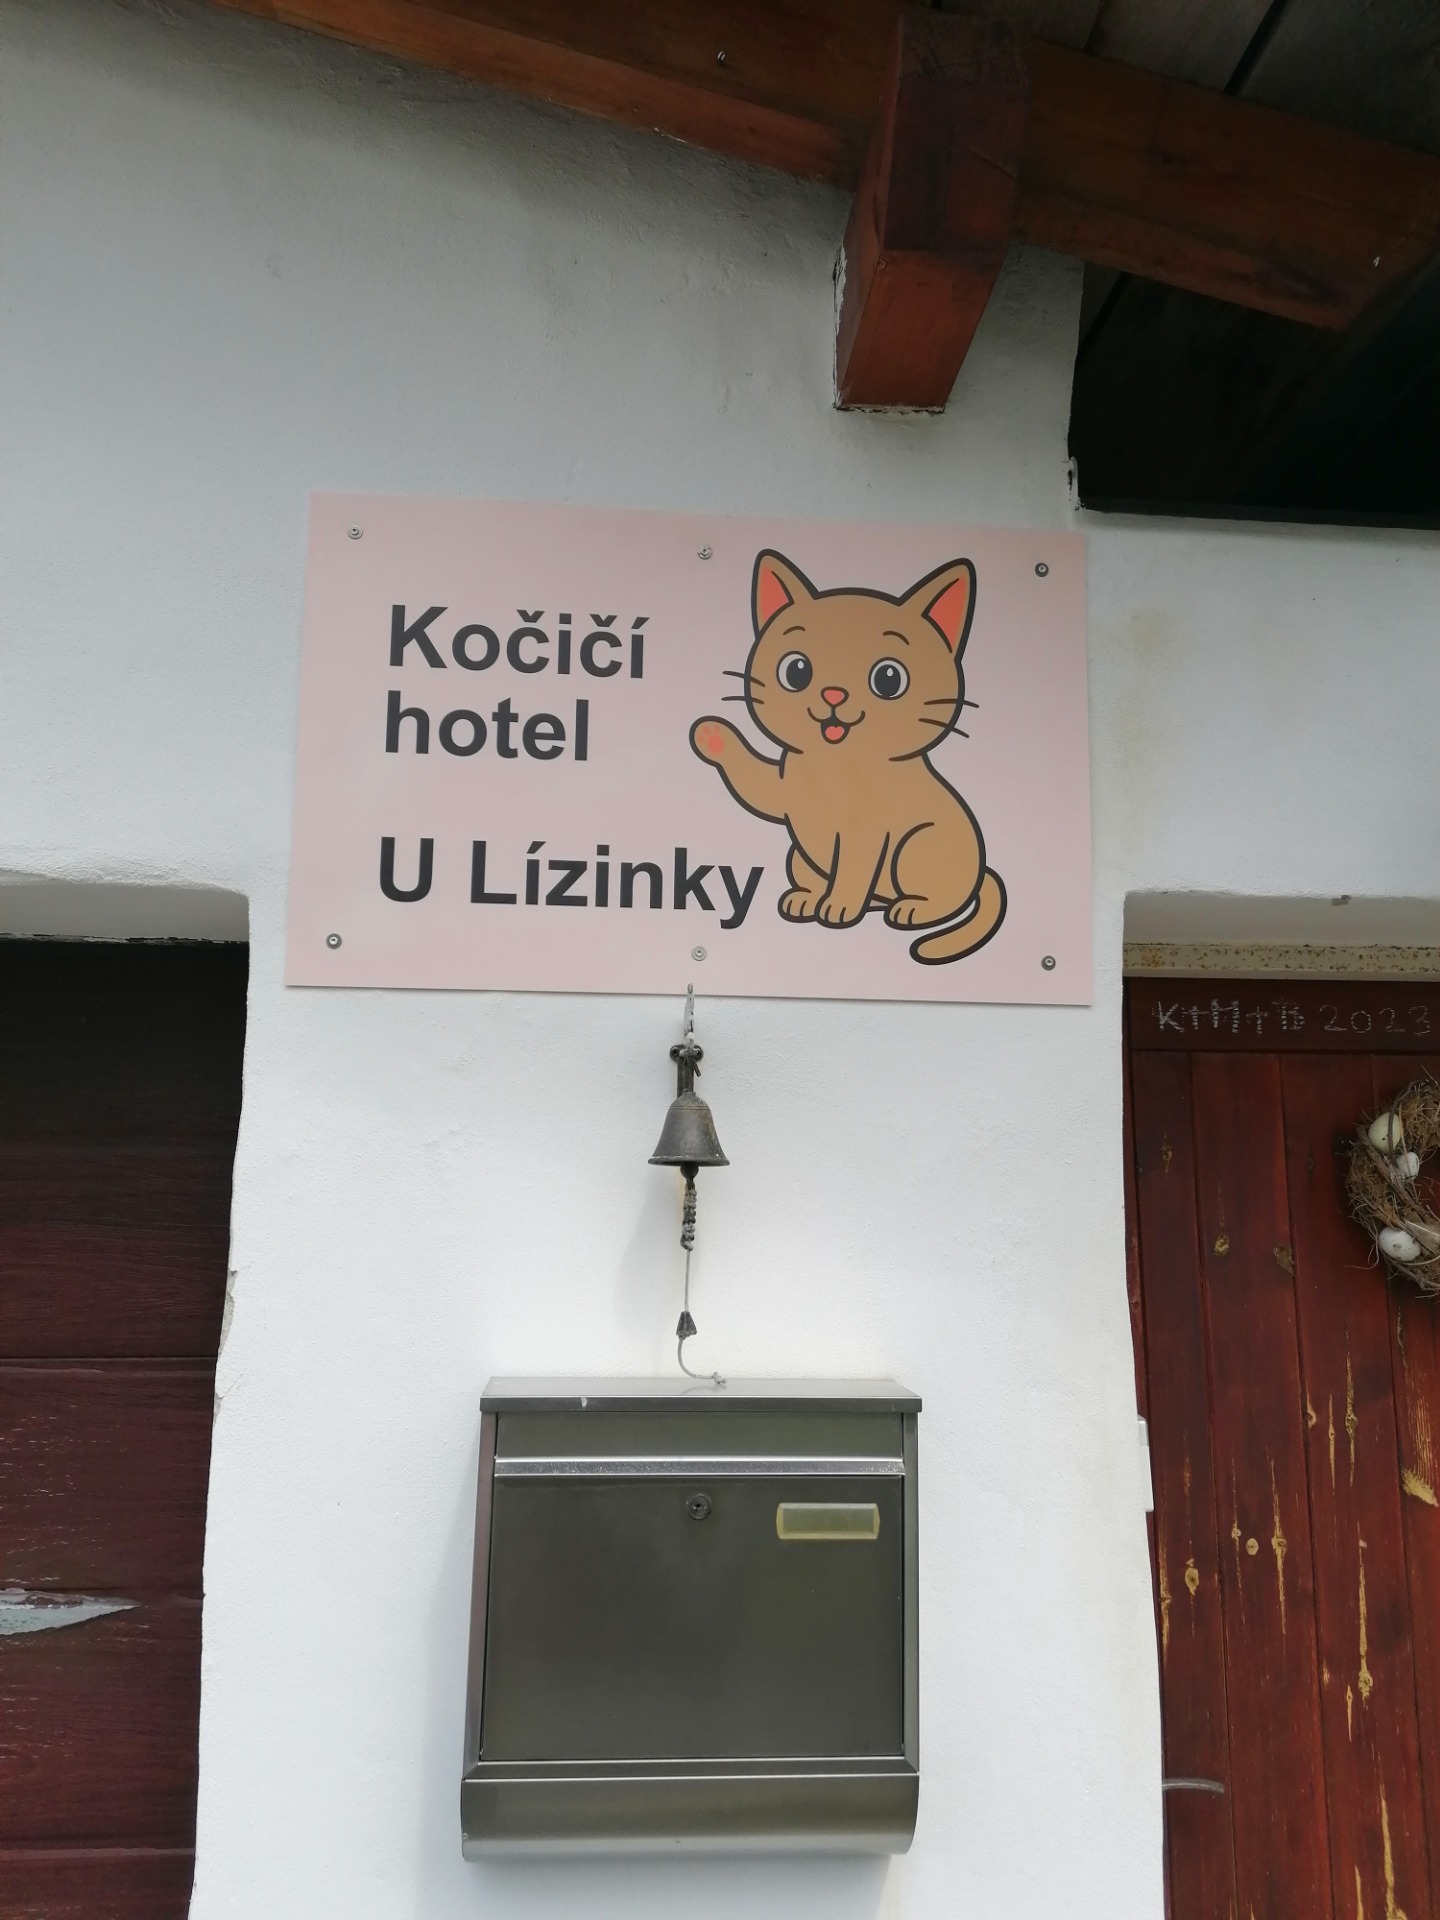 Kočičí
hotel
U Lízinky
K+M+B 2023